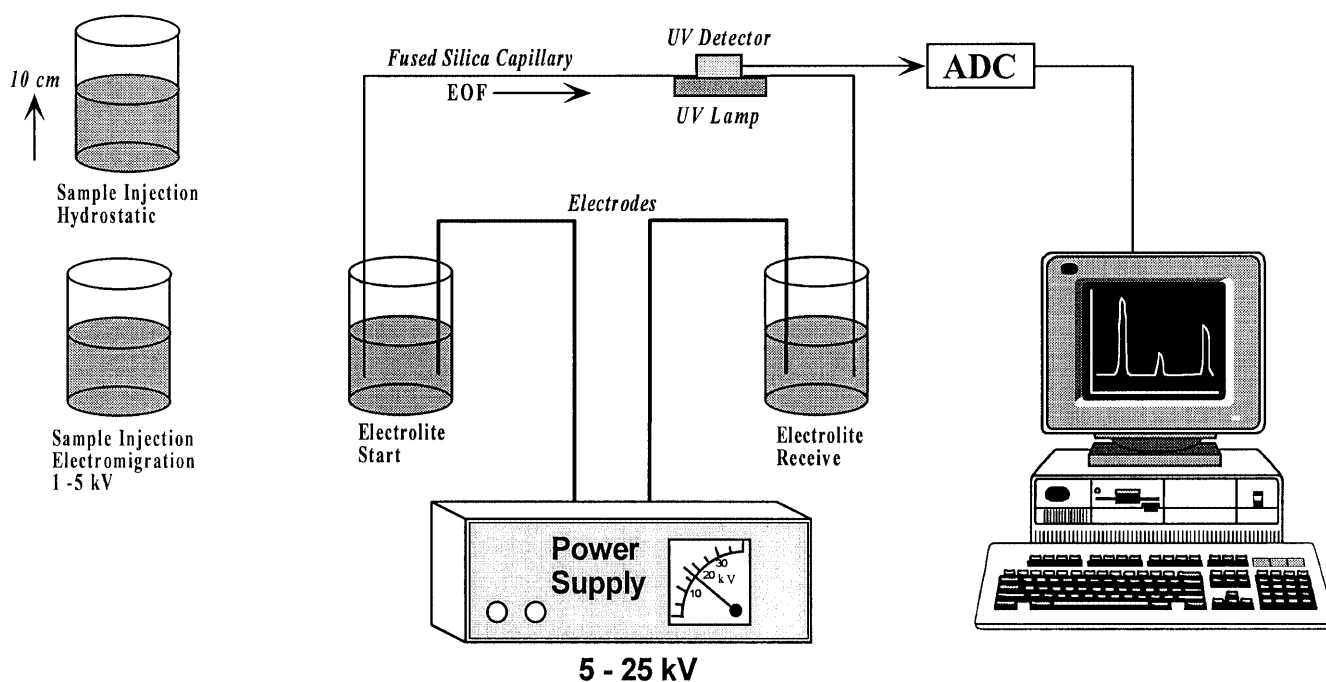 UV Detector
Fused Silica Capillary
ADC
10 cm
EOF
UV Lamp
Sample Injection
Hydrostatic
Electrodes
Sample Injection
Electromigration
1 -5 kV
Electrolite
Start
Electrolite
Receive
Power
Supply
10
20
30
kV
5 - 25 kV